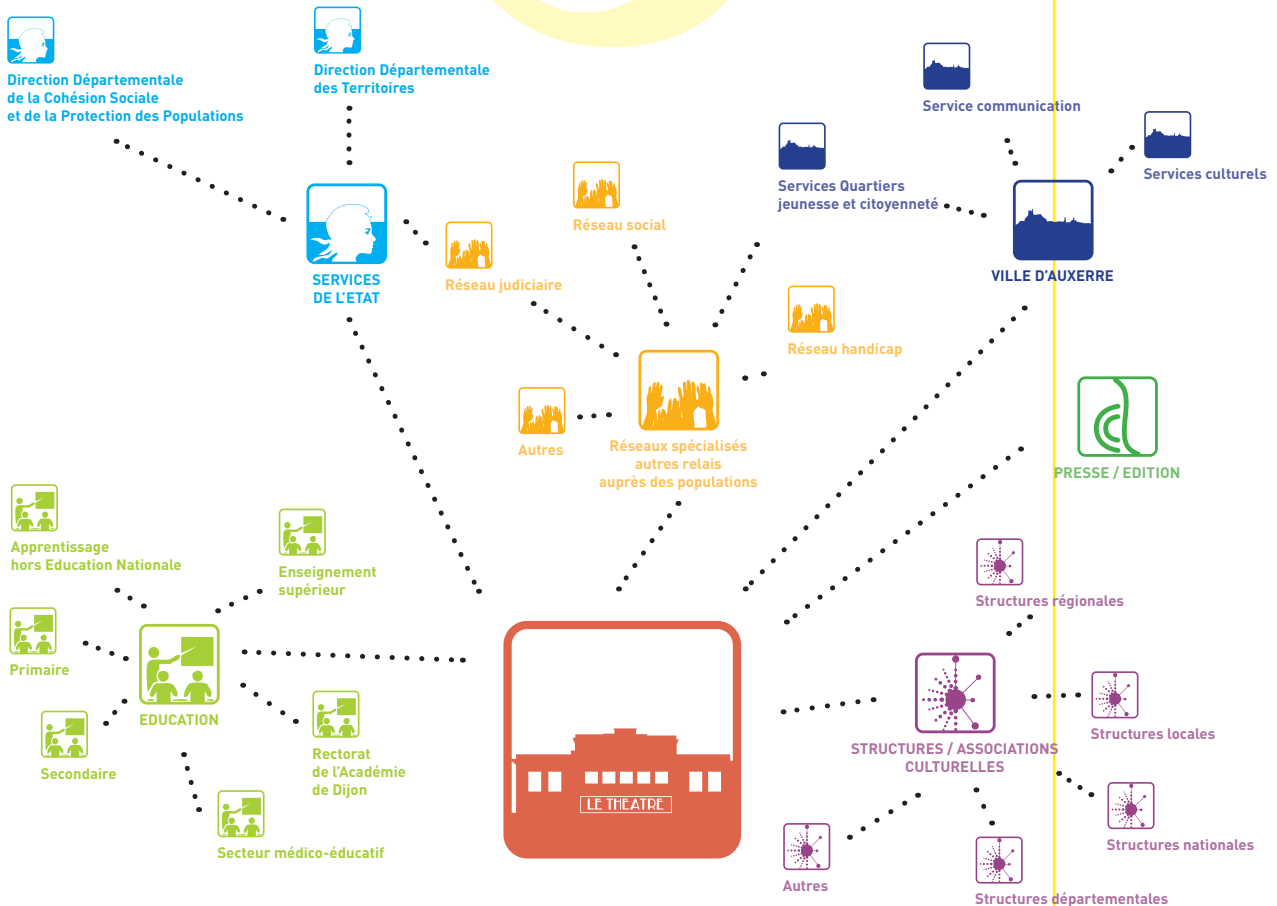 Direction Départementale
de la Cohésion Sociale
et de la Protection des Populations
Direction Départementale
des Territoires
SERVICES
DE L'ETAT
Réseau judiciaire
Réseau social
Services Quartiers
jeunesse et citoyenneté
Service communication
Services culturels
VILLE D'AUXERRE
Réseau handicap
Autres
Réseaux spécialisés
autres relais
auprès des populations
PRESSE / EDITION
Apprentissage
hors Education Nationale
Enseignement
supérieur
Primaire
EDUCATION
Secondaire
Rectorat
de l'Académie
de Dijon
Secteur médico-éducatif
LE THEATRE
Structures régionales
STRUCTURES / ASSOCIATIONS
CULTURELLES
Structures locales
Structures nationales
Autres
Structures départementales